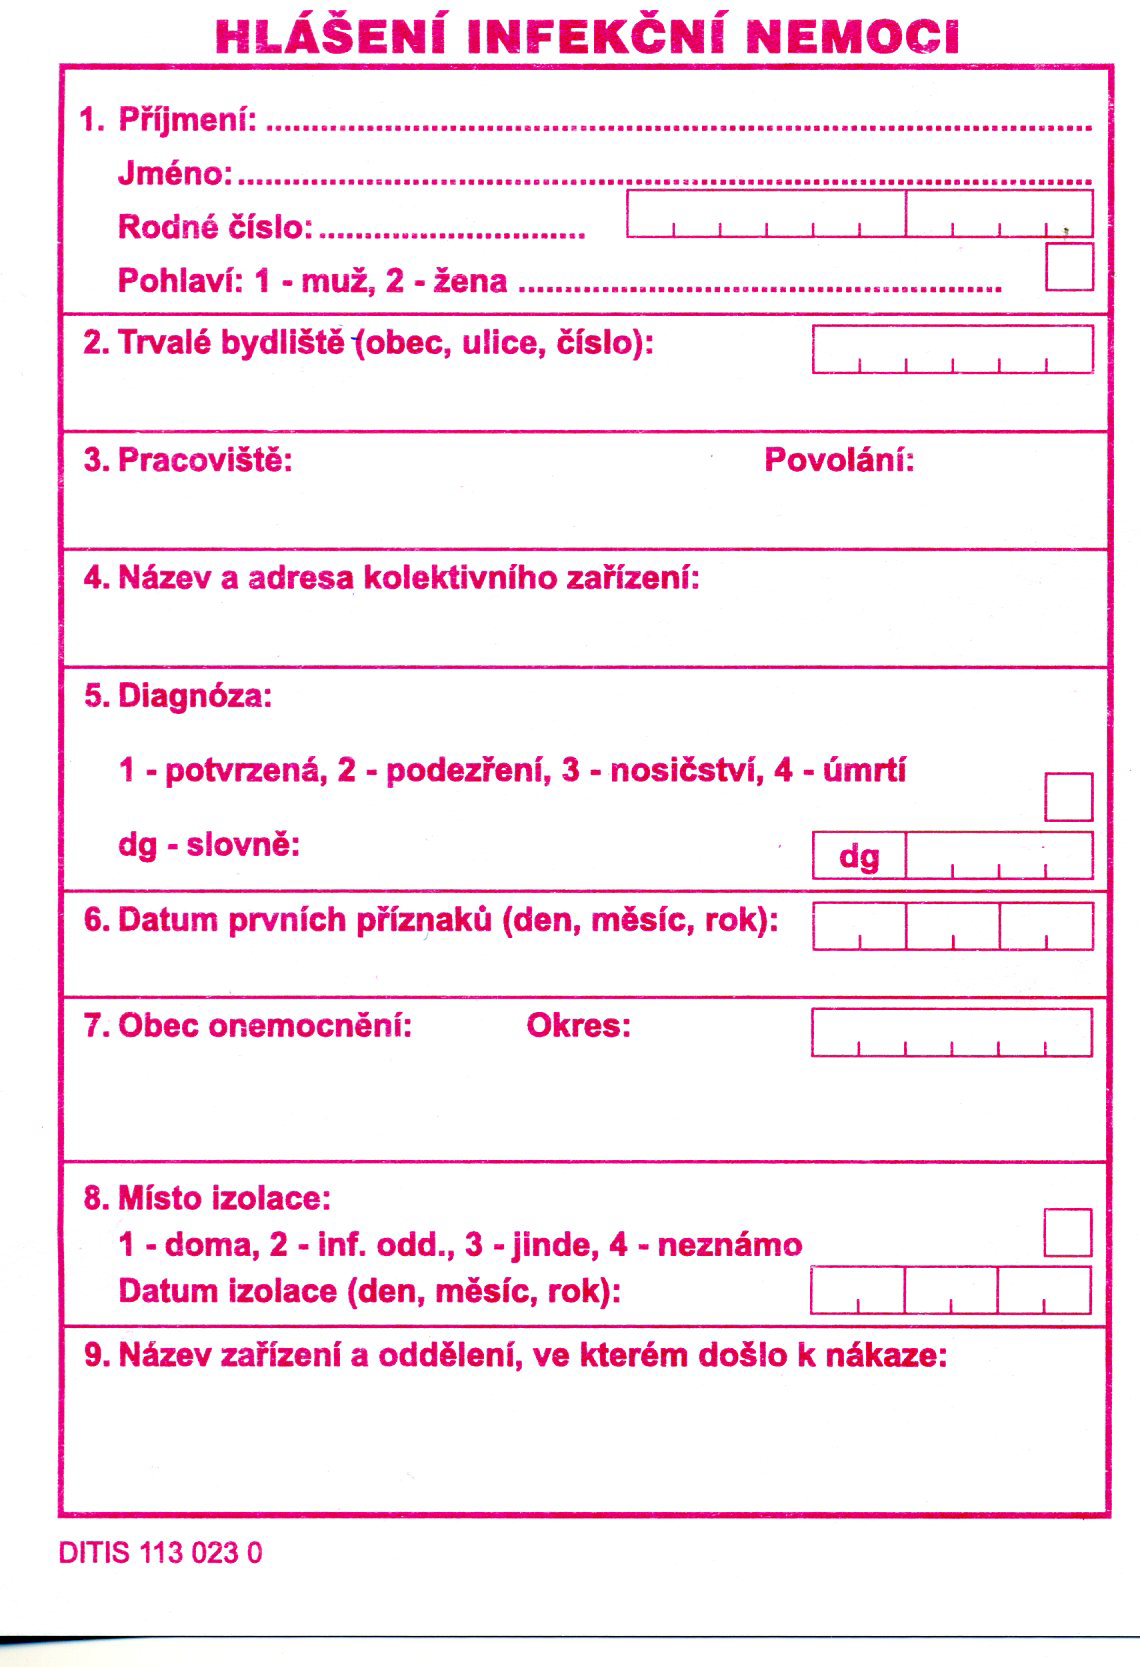 HLÁŠENÍ INFEKČNÍ NEMOCI
1. Příjmení: ................................................................
Jméno: ................................................................
Rodné číslo: ............................
Pohlaví: 1 - muž, 2 - žena ..................................................
2. Trvalé bydliště (obec, ulice, číslo):
3. Pracoviště: Povolání:
4. Název a adresa kolektivního zařízení:
5. Diagnóza:
1 - potvrzená, 2 - podezření, 3 - nosičství, 4 - úmrtí
dg - slovně: dg
6. Datum prvních příznaků (den, měsíc, rok):
7. Obec onemocnění: Okres:
8. Místo izolace:
1 - doma, 2 - inf. odd., 3 - jinde, 4 - neznámo
Datum izolace (den, měsíc, rok):
9. Název zařízení a oddělení, ve kterém došlo k nákaze:
DITIS 113 023 0